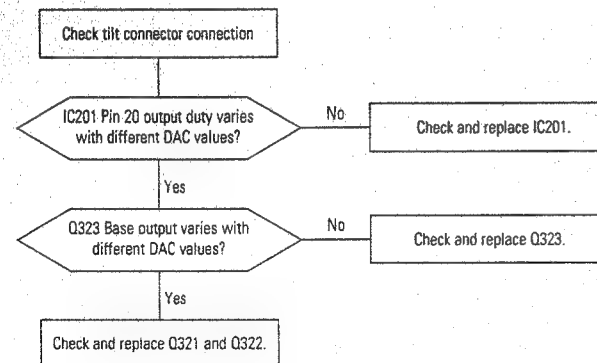 Check tilt connector connection
IC201 Pin 20 output duty varies
with different DAC values?
No
Check and replace IC201.
Yes
Q323 Base output varies with
different DAC values?
No
Check and replace Q323.
Yes
Check and replace Q321 and Q322.